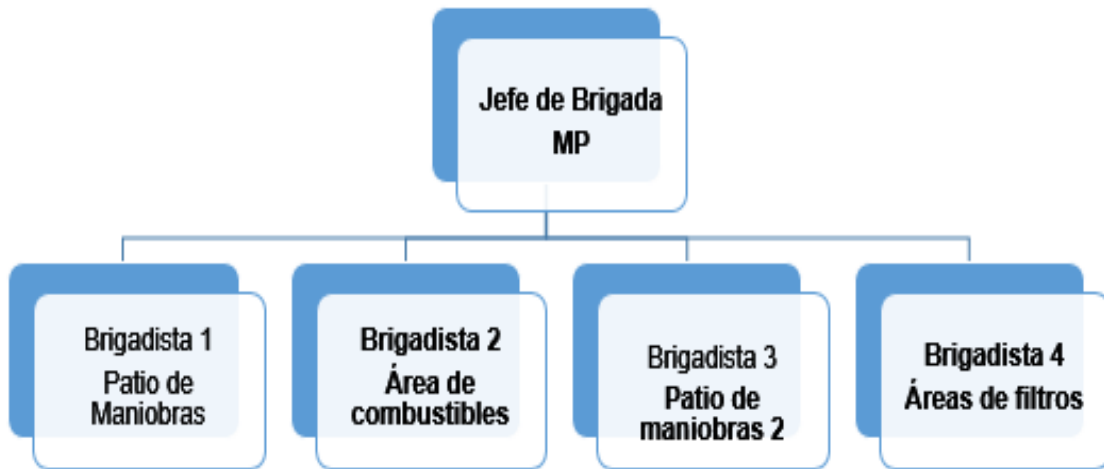 Jefe de Brigada
MP
Brigadista 1
Patio de
Maniobras
Brigadista 2
Área de
combustibles
Brigadista 3
Patio de
maniobras 2
Brigadista 4
Áreas de filtros